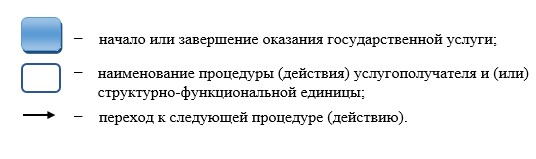 – начало или завершение оказания государственной услуги;
– наименование процедуры (действия) услугополучателя и (или)
структурно-функциональной единицы;
– переход к следующей процедуре (действию).